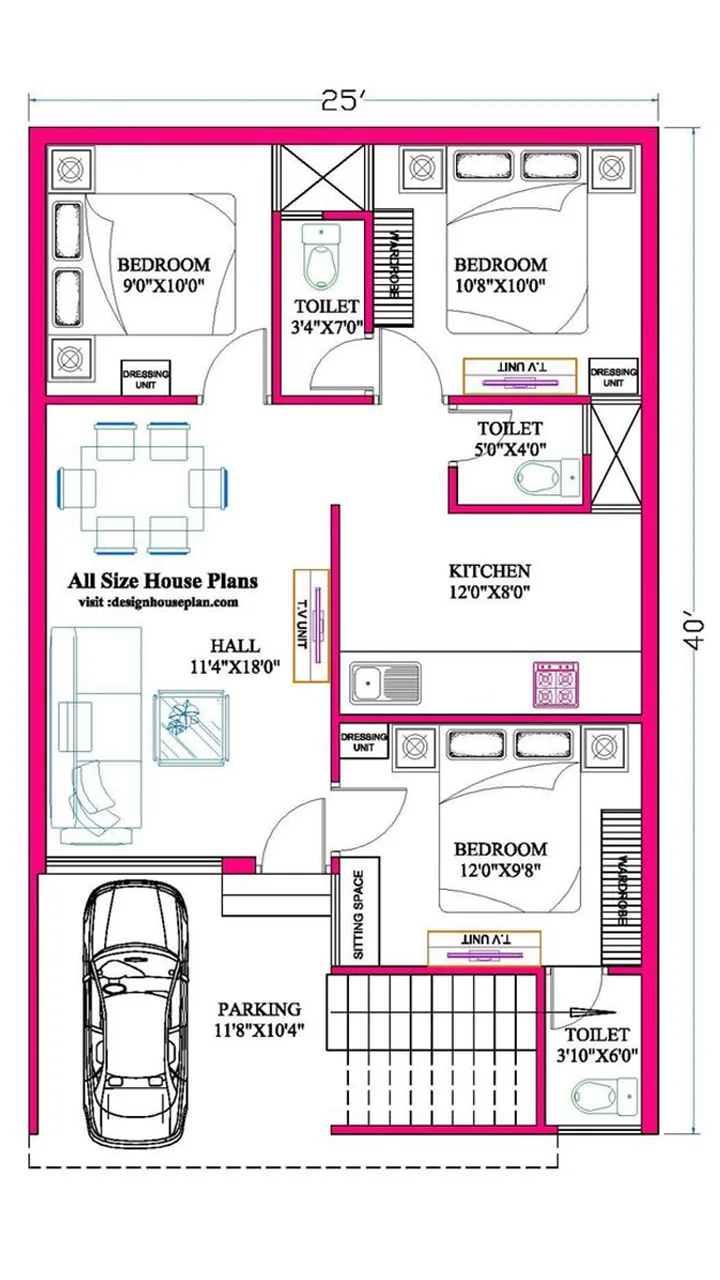 25'
BEDROOM
9'0"X10'0"
WARDROBE
BEDROOM
10'8"X10'0"
TOILET
3'4"X7'0"
DRESSING
UNIT
T.V UNIT
DRESSING
UNIT
TOILET
5'0"X4'0"
All Size House Plans
visit :designhouseplan.com
KITCHEN
12'0"X8'0"
T.V UNIT
HALL
11'4"X18'0"
40'
DRESSING
UNIT
BEDROOM
12'0"X9'8"
WARDROBE
SITTING SPACE
T.V UNIT
PARKING
11'8"X10'4"
TOILET
3'10"X6'0"